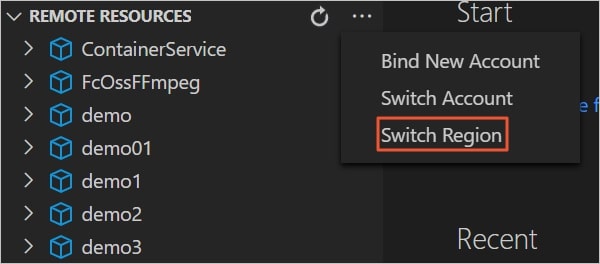 REMOTE RESOURCES
ContainerService
FcOssFFmpeg
demo
demo01
demo1
demo2
demo3
Start
Bind New Account
Switch Account
Switch Region
e f
Recent